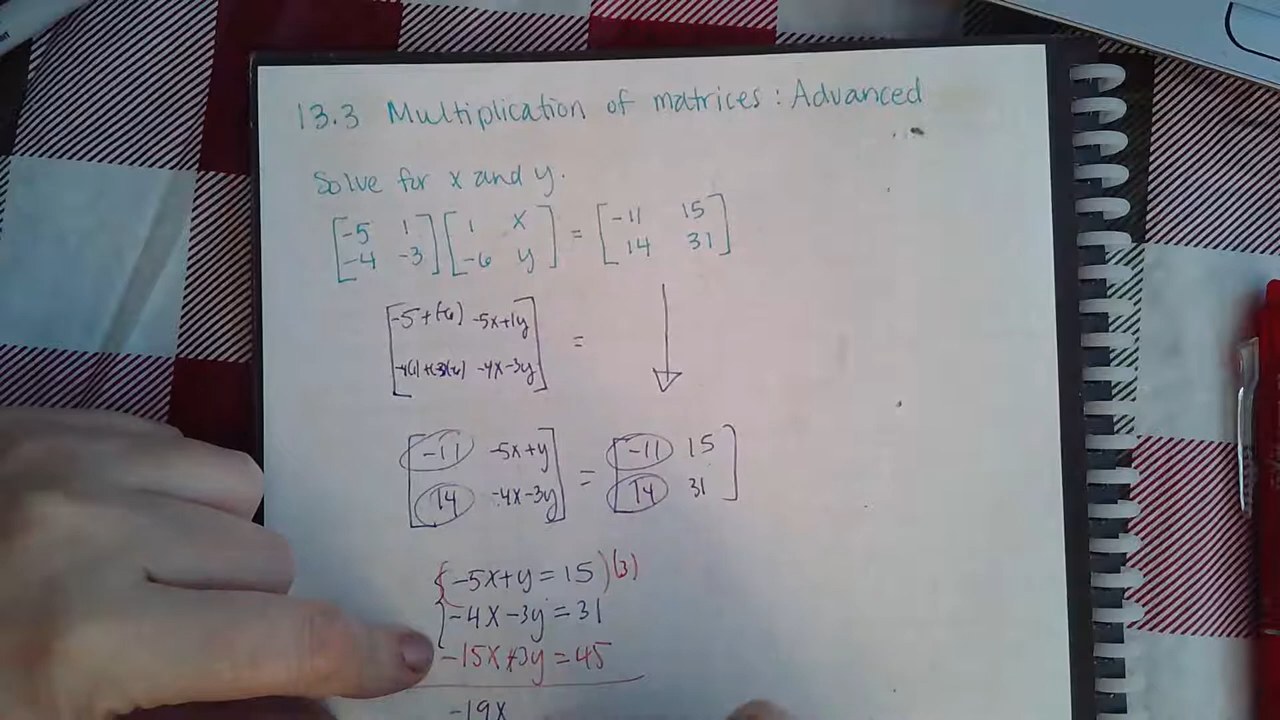 13.3 Multiplication of matrices: Advanced
Solve for x and y.
[-5 1] [1 x] = [-11 15]
[-4 -3] [-6 y] [14 31]
[-5+(-6) -5x+1y] =
[-4(1)+(-3)(-6) -4x-3y]
[-11 -5x+y] = [-11 15]
[14 -4x-3y] [14 31]
{(-5x+y=15)(3)
-4x-3y=31
-15x+3y=45
-19x